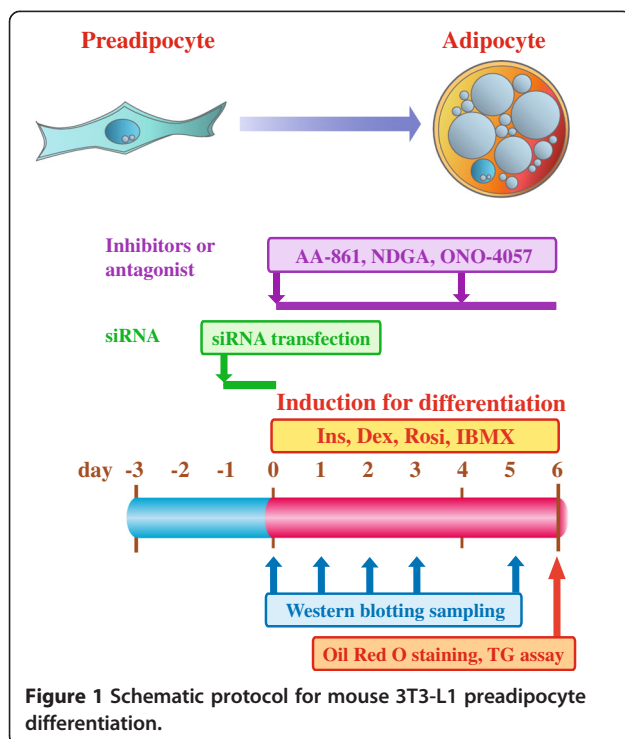 Preadipocyte Adipocyte
Inhibitors or
antagonist
AA-861, NDGA, ONO-4057
siRNA siRNA transfection
Induction for differentiation
Ins, Dex, Rosi, IBMX
day -3 -2 -1 0 1 2 3 4 5 6
Western blotting sampling
Oil Red O staining, TG assay
Figure 1 Schematic protocol for mouse 3T3-L1 preadipocyte
differentiation.